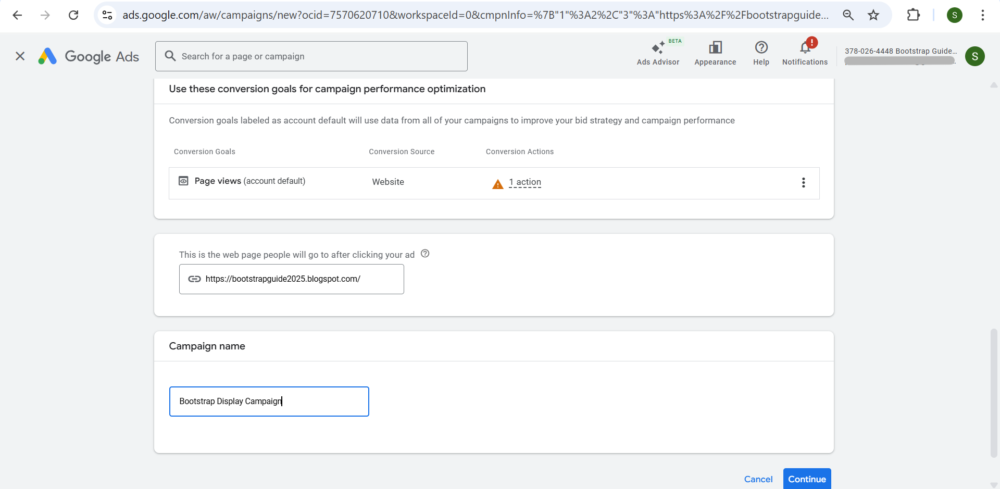 ads.google.com/aw/campaigns/new?ocid=7570620710&workspaceId=0&cmpnInfo=%7B"1"%3A2%2C"3"%3A"https%3A%2F%2Fbootstrapguide...
S
Google Ads
Search for a page or campaign
BETA
Ads Advisor
Appearance
Help
!
Notifications
378-026-4448 Bootstrap Guide...
S
Use these conversion goals for campaign performance optimization
Conversion goals labeled as account default will use data from all of your campaigns to improve your bid strategy and campaign performance
Conversion Goals Conversion Source Conversion Actions
Page views (account default) Website 1 action
This is the web page people will go to after clicking your ad
https://bootstrapguide2025.blogspot.com/
Campaign name
Bootstrap Display Campaign
Cancel Continue